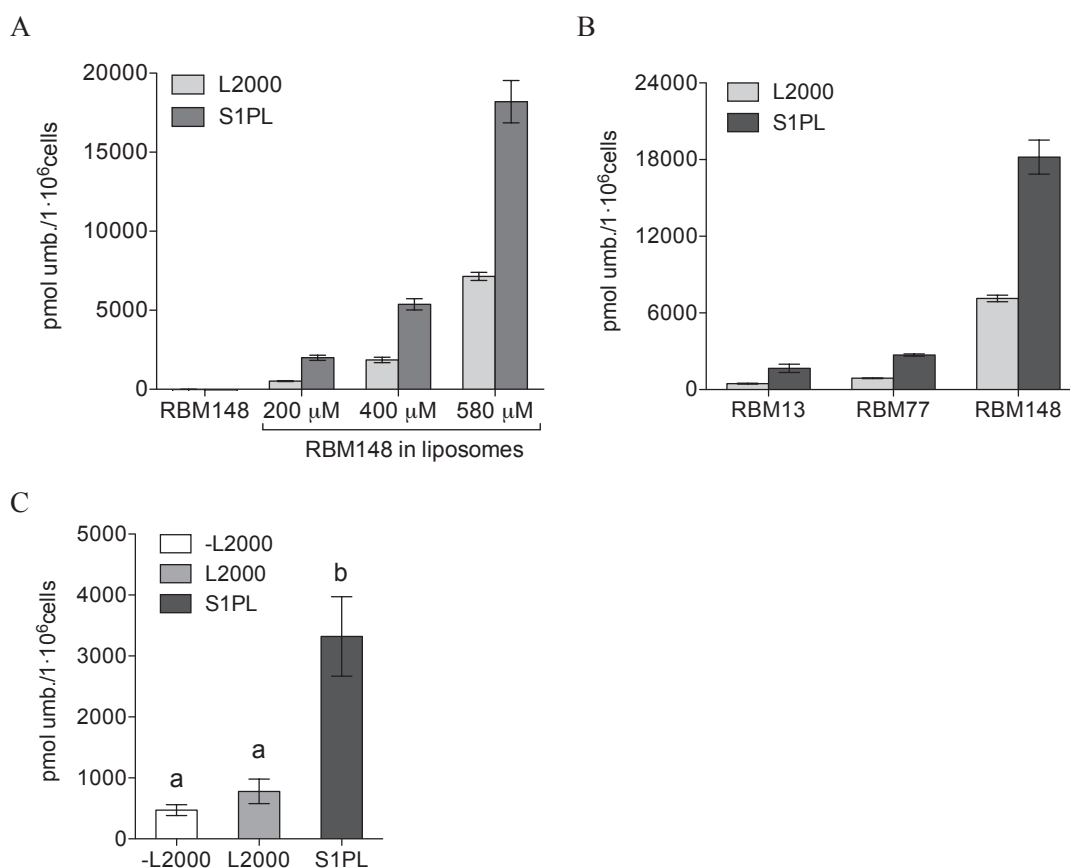 A
20000
15000
10000
5000
0
pmol umb./1·10⁶cells
L2000
S1PL
RBM148
200 µM
400 µM
580 µM
RBM148 in liposomes
B
24000
18000
12000
6000
0
pmol umb./1·10⁶cells
L2000
S1PL
RBM13
RBM77
RBM148
C
5000
4000
3000
2000
1000
0
pmol umb./1·10⁶cells
-L2000
L2000
S1PL
a
a
b
-L2000
L2000
S1PL